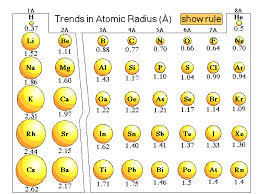 1A 8A
H Trends in Atomic Radius (Å) show rule He
0.37 2A 3A 4A 5A 6A 7A 0.5
Li Be B C N O F Ne
1.52 1.11 0.88 0.77 0.70 0.66 0.64 0.70
Na Mg Al Si P S Cl Ar
1.86 1.60 1.43 1.17 1.10 1.04 0.99 0.94
K Ca Ga Ge As Se Br Kr
2.31 1.97 1.22 1.22 1.21 1.17 1.14 1.09
Rb Sr In Sn Sb Te I Xe
2.44 2.15 1.62 1.40 1.41 1.37 1.33 1.30
Cs Ba Tl Pb Bi Po At Rn
2.62 2.17 1.71 1.75 1.46 1.4 1.40